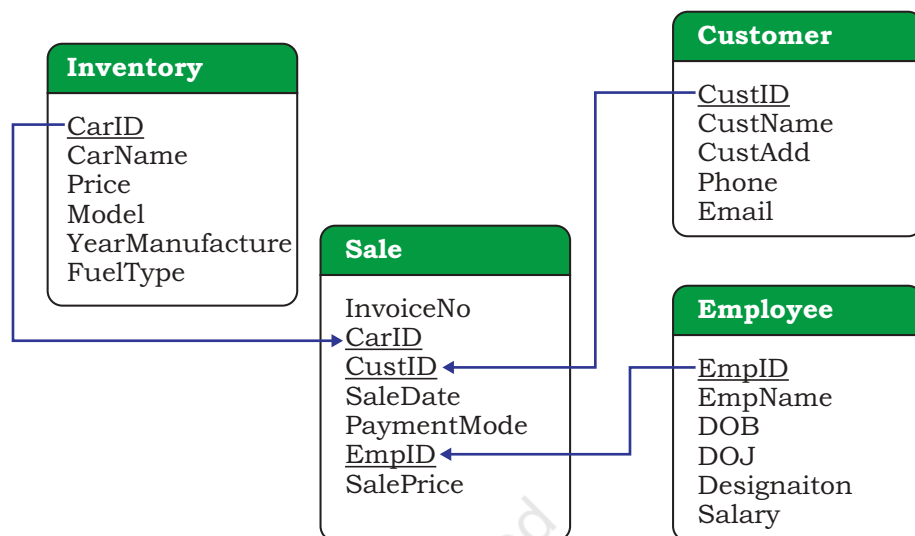 Inventory
CarID
CarName
Price
Model
YearManufacture
FuelType
Sale
InvoiceNo
CarID
CustID
SaleDate
PaymentMode
EmpID
SalePrice
Customer
CustID
CustName
CustAdd
Phone
Email
Employee
EmpID
EmpName
DOB
DOJ
Designaiton
Salary